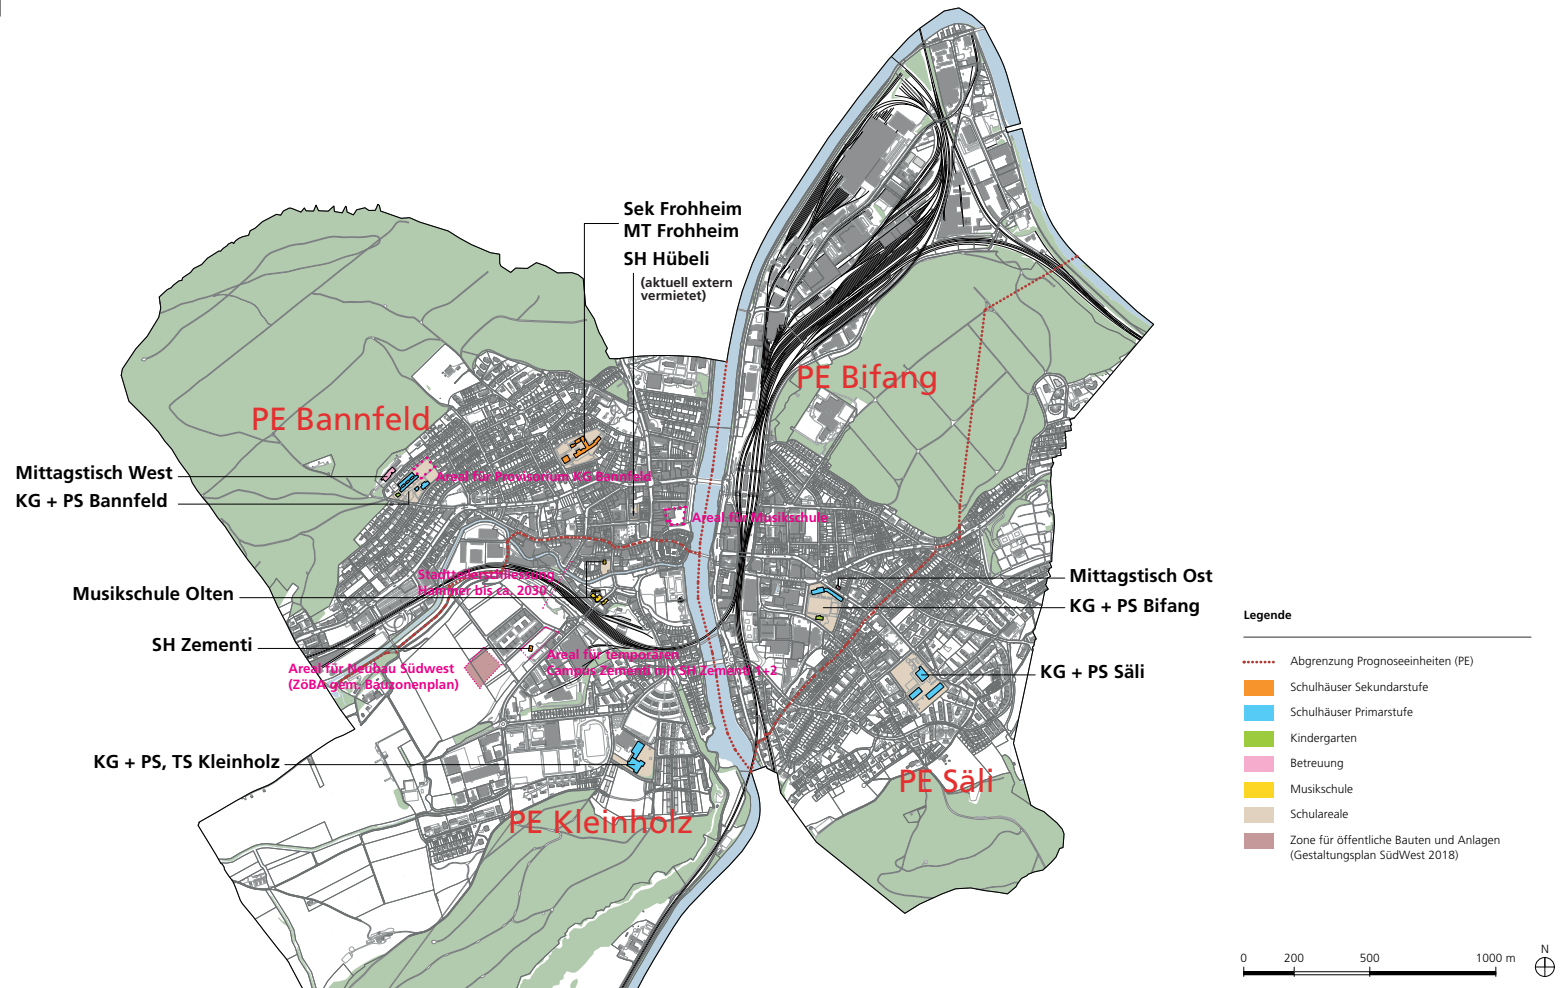 Sek Frohheim
MT Frohheim
SH Hübeli
(aktuell extern
vermietet)
PE Bifang
PE Bannfeld
Mittagstisch West
KG + PS Bannfeld
Areal für Provisorium KG Bannfeld
Areal für Musikschule
Stadtteilerschliessung
Hammer bis ca. 2030
Musikschule Olten
SH Zementi
Areal für temporären
Campus Zementi mit SH Zementi 1+2
Areal für Neubau Südwest
(ZöBA gem. Bauzonenplan)
KG + PS, TS Kleinholz
PE Kleinholz
Mittagstisch Ost
KG + PS Bifang
KG + PS Säli
PE Säli
Legende
Abgrenzung Prognoseeinheiten (PE)
Schulhäuser Sekundarstufe
Schulhäuser Primarstufe
Kindergarten
Betreuung
Musikschule
Schulareale
Zone für öffentliche Bauten und Anlagen
(Gestaltungsplan SüdWest 2018)
0 200 500 1000 m
N